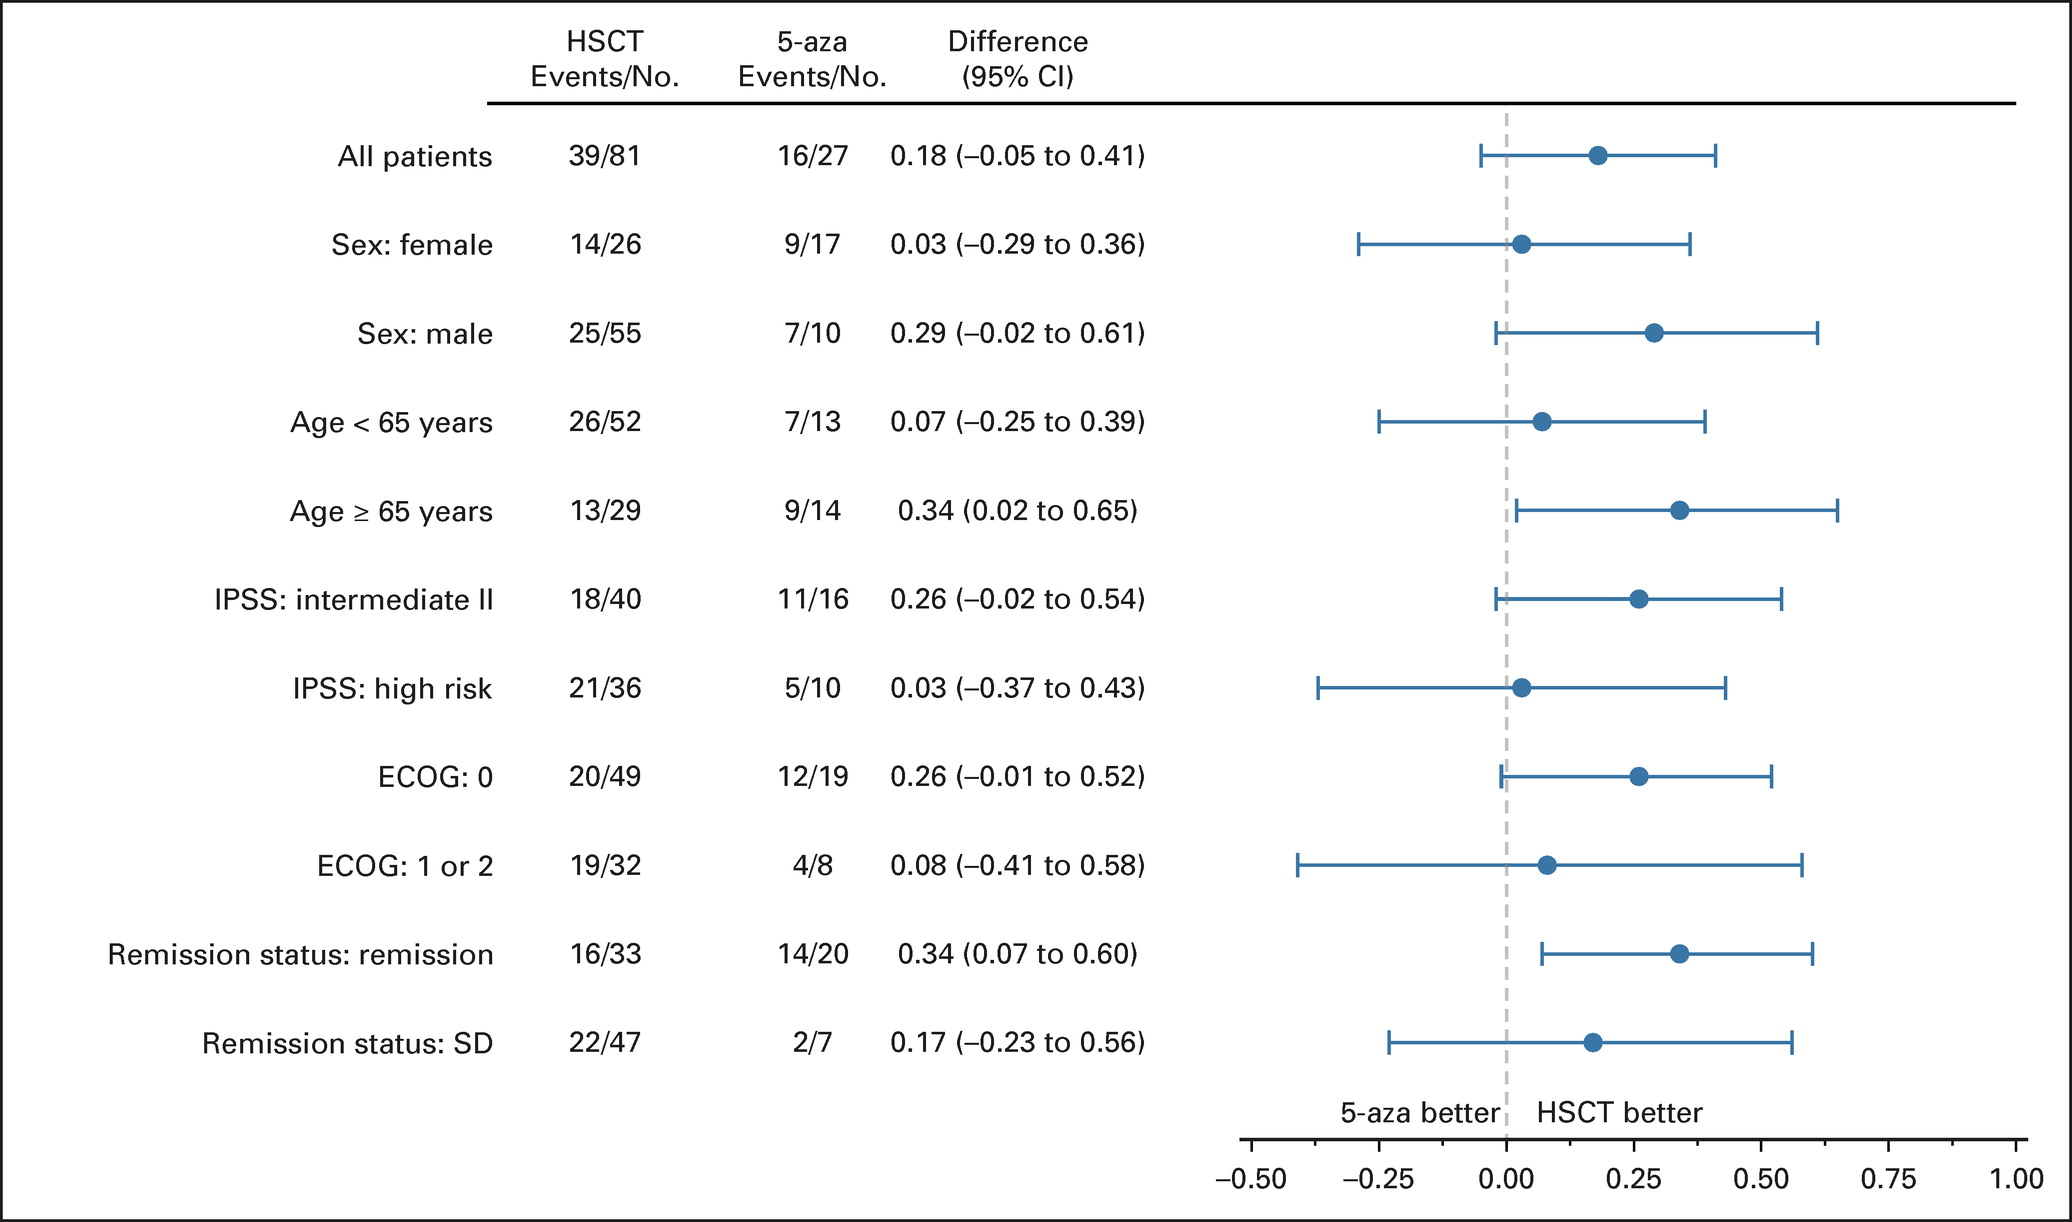 HSCT 5-aza Difference
Events/No. Events/No. (95% CI)
All patients 39/81 16/27 0.18 (–0.05 to 0.41)
Sex: female 14/26 9/17 0.03 (–0.29 to 0.36)
Sex: male 25/55 7/10 0.29 (–0.02 to 0.61)
Age < 65 years 26/52 7/13 0.07 (–0.25 to 0.39)
Age ≥ 65 years 13/29 9/14 0.34 (0.02 to 0.65)
IPSS: intermediate II 18/40 11/16 0.26 (–0.02 to 0.54)
IPSS: high risk 21/36 5/10 0.03 (–0.37 to 0.43)
ECOG: 0 20/49 12/19 0.26 (–0.01 to 0.52)
ECOG: 1 or 2 19/32 4/8 0.08 (–0.41 to 0.58)
Remission status: remission 16/33 14/20 0.34 (0.07 to 0.60)
Remission status: SD 22/47 2/7 0.17 (–0.23 to 0.56)
5-aza better HSCT better
–0.50 –0.25 0.00 0.25 0.50 0.75 1.00